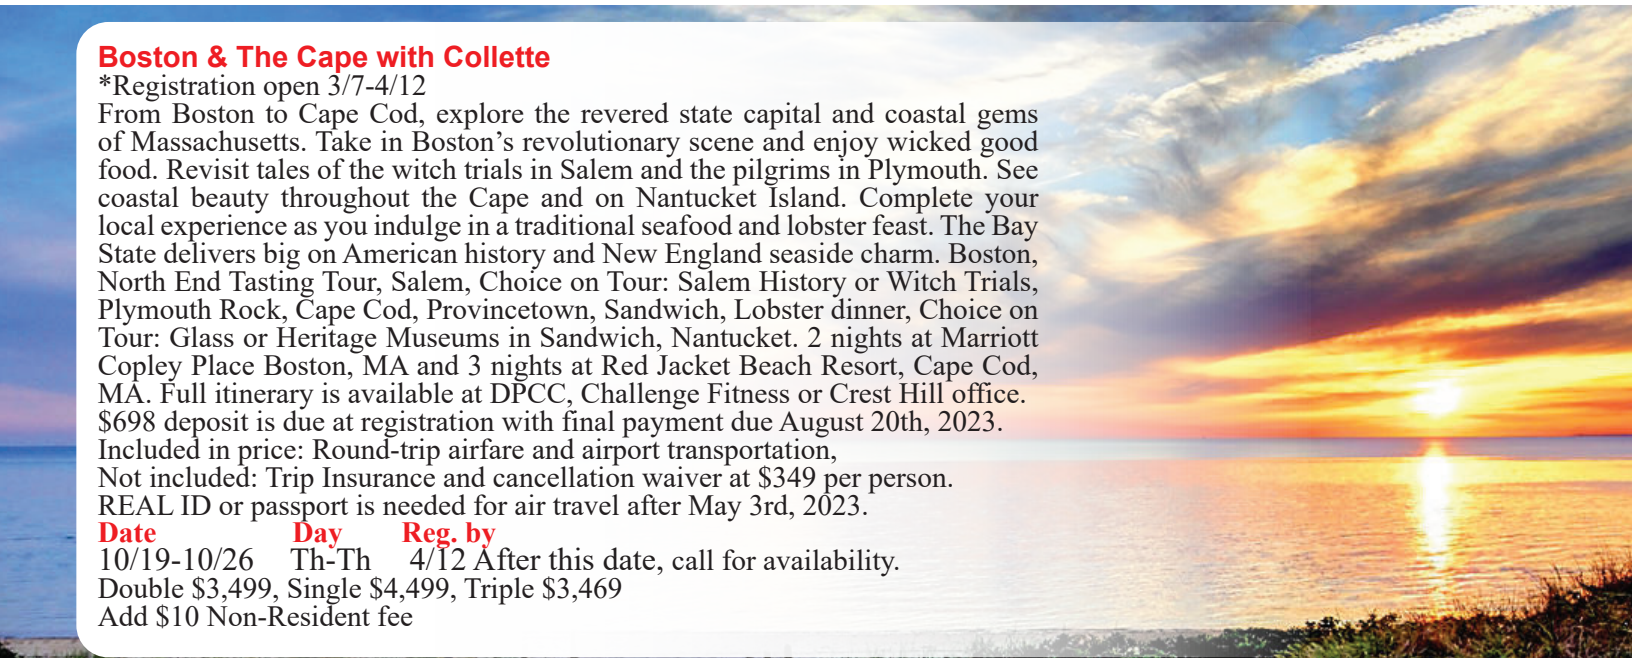 Boston & The Cape with Collette
*Registration open 3/7-4/12
From Boston to Cape Cod, explore the revered state capital and coastal gems
of Massachusetts. Take in Boston’s revolutionary scene and enjoy wicked good
food. Revisit tales of the witch trials in Salem and the pilgrims in Plymouth. See
coastal beauty throughout the Cape and on Nantucket Island. Complete your
local experience as you indulge in a traditional seafood and lobster feast. The Bay
State delivers big on American history and New England seaside charm. Boston,
North End Tasting Tour, Salem, Choice on Tour: Salem History or Witch Trials,
Plymouth Rock, Cape Cod, Provincetown, Sandwich, Lobster dinner, Choice on
Tour: Glass or Heritage Museums in Sandwich, Nantucket. 2 nights at Marriott
Copley Place Boston, MA and 3 nights at Red Jacket Beach Resort, Cape Cod,
MA. Full itinerary is available at DPCC, Challenge Fitness or Crest Hill office.
$698 deposit is due at registration with final payment due August 20th, 2023.
Included in price: Round-trip airfare and airport transportation,
Not included: Trip Insurance and cancellation waiver at $349 per person.
REAL ID or passport is needed for air travel after May 3rd, 2023.
Date Day Reg. by
10/19-10/26 Th-Th 4/12 After this date, call for availability.
Double $3,499, Single $4,499, Triple $3,469
Add $10 Non-Resident fee